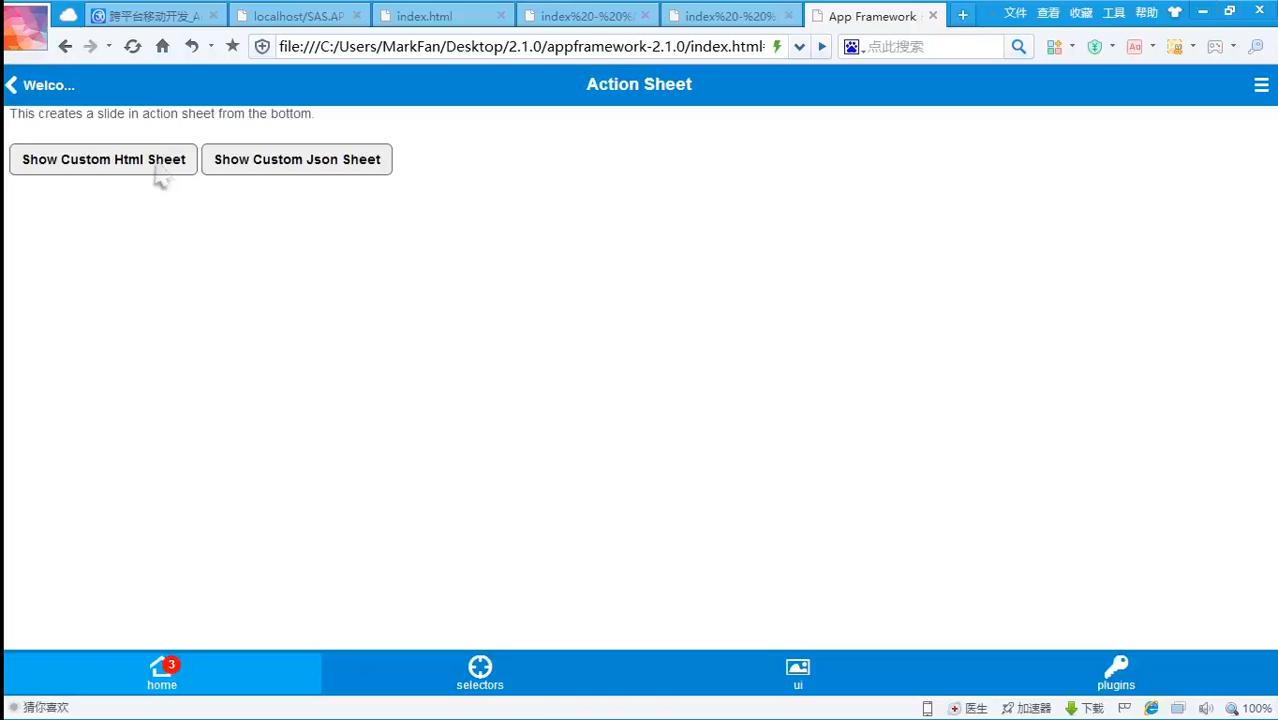 跨平台移动开发_A
localhost/SAS.AP
index.html
index%20-%20%
index%20-%20%
App Framework
文件 查看 收藏 工具 帮助
file:///C:/Users/MarkFan/Desktop/2.1.0/appframework-2.1.0/index.html
点此搜索
Welco...
Action Sheet
This creates a slide in action sheet from the bottom.
Show Custom Html Sheet
Show Custom Json Sheet
3
home
selectors
ui
plugins
猜你喜欢
医生
加速器
下载
100%